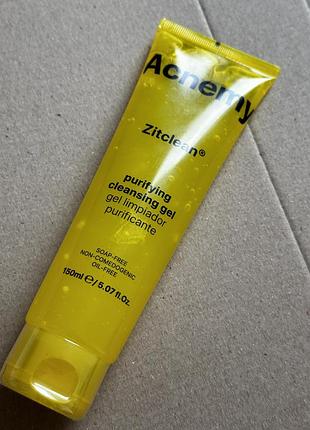 Acnemy
Zitclean®
purifying
cleansing gel
gel limpiador
purificante
SOAP-FREE
NON-COMEDOGENIC
OIL-FREE
150ml e / 5.07 fl.oz.